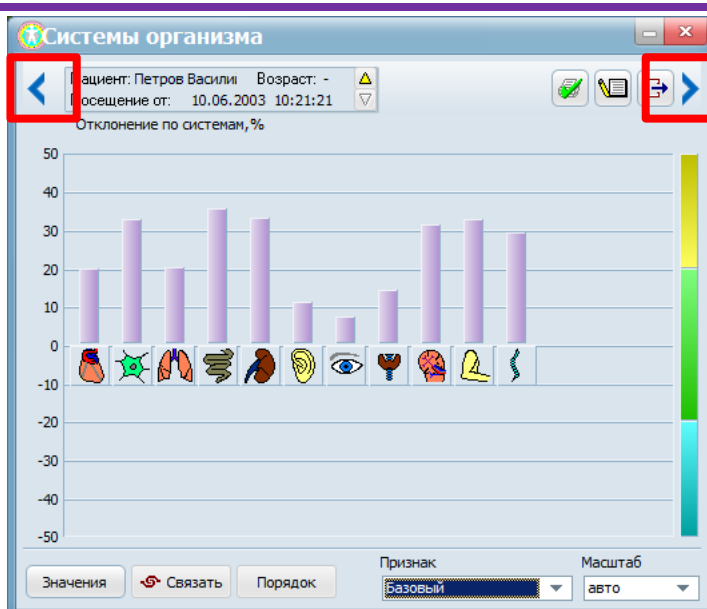 Системы организма
Пациент: Петров Васили Возраст: -
Посещение от: 10.06.2003 10:21:21
Отклонение по системам,%
50
40
30
20
10
0
-10
-20
-30
-40
-50
Признак Масштаб
Значения Связать Порядок Базовый авто